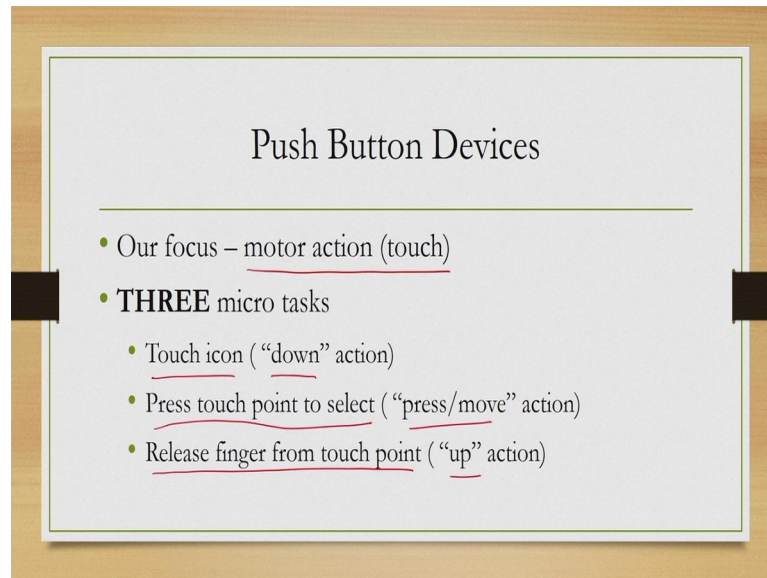 Push Button Devices
• Our focus – motor action (touch)
• THREE micro tasks
• Touch icon ( “down” action)
• Press touch point to select ( “press/move” action)
• Release finger from touch point ( “up” action)